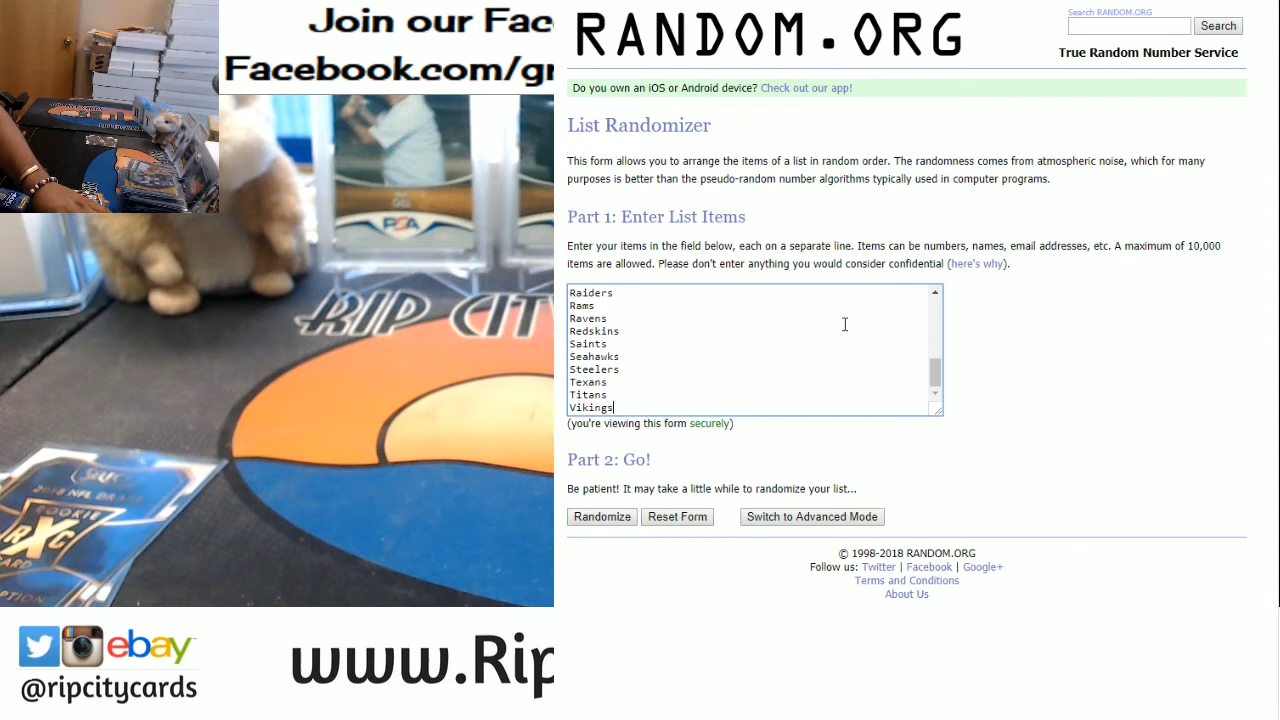 Join our Fac
Facebook.com/gr
PSA
RIP CIT
2018 NFL DRAFT
ROOKIE
RXC
CARD
ebay
@ripcitycards
www.Rip
RANDOM.ORG
Search RANDOM.ORG
Search
True Random Number Service
Do you own an iOS or Android device? Check out our app!
List Randomizer
This form allows you to arrange the items of a list in random order. The randomness comes from atmospheric noise, which for many
purposes is better than the pseudo-random number algorithms typically used in computer programs.
Part 1: Enter List Items
Enter your items in the field below, each on a separate line. Items can be numbers, names, email addresses, etc. A maximum of 10,000
items are allowed. Please don't enter anything you would consider confidential (here's why).
Raiders
Rams
Ravens
Redskins
Saints
Seahawks
Steelers
Texans
Titans
Vikings
(you're viewing this form securely)
Part 2: Go!
Be patient! It may take a little while to randomize your list...
Randomize Reset Form Switch to Advanced Mode
© 1998-2018 RANDOM.ORG
Follow us: Twitter | Facebook | Google+
Terms and Conditions
About Us